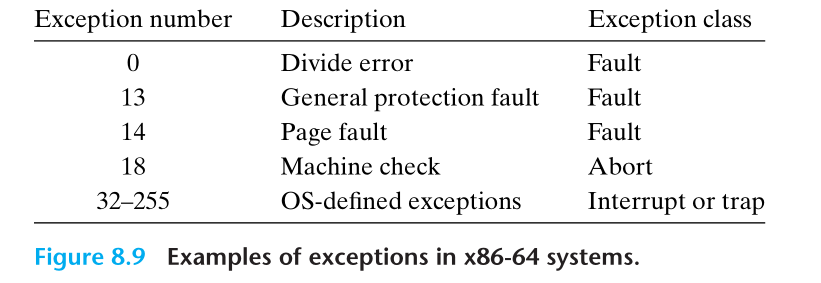 Exception number Description Exception class
0 Divide error Fault
13 General protection fault Fault
14 Page fault Fault
18 Machine check Abort
32–255 OS-defined exceptions Interrupt or trap
Figure 8.9 Examples of exceptions in x86-64 systems.